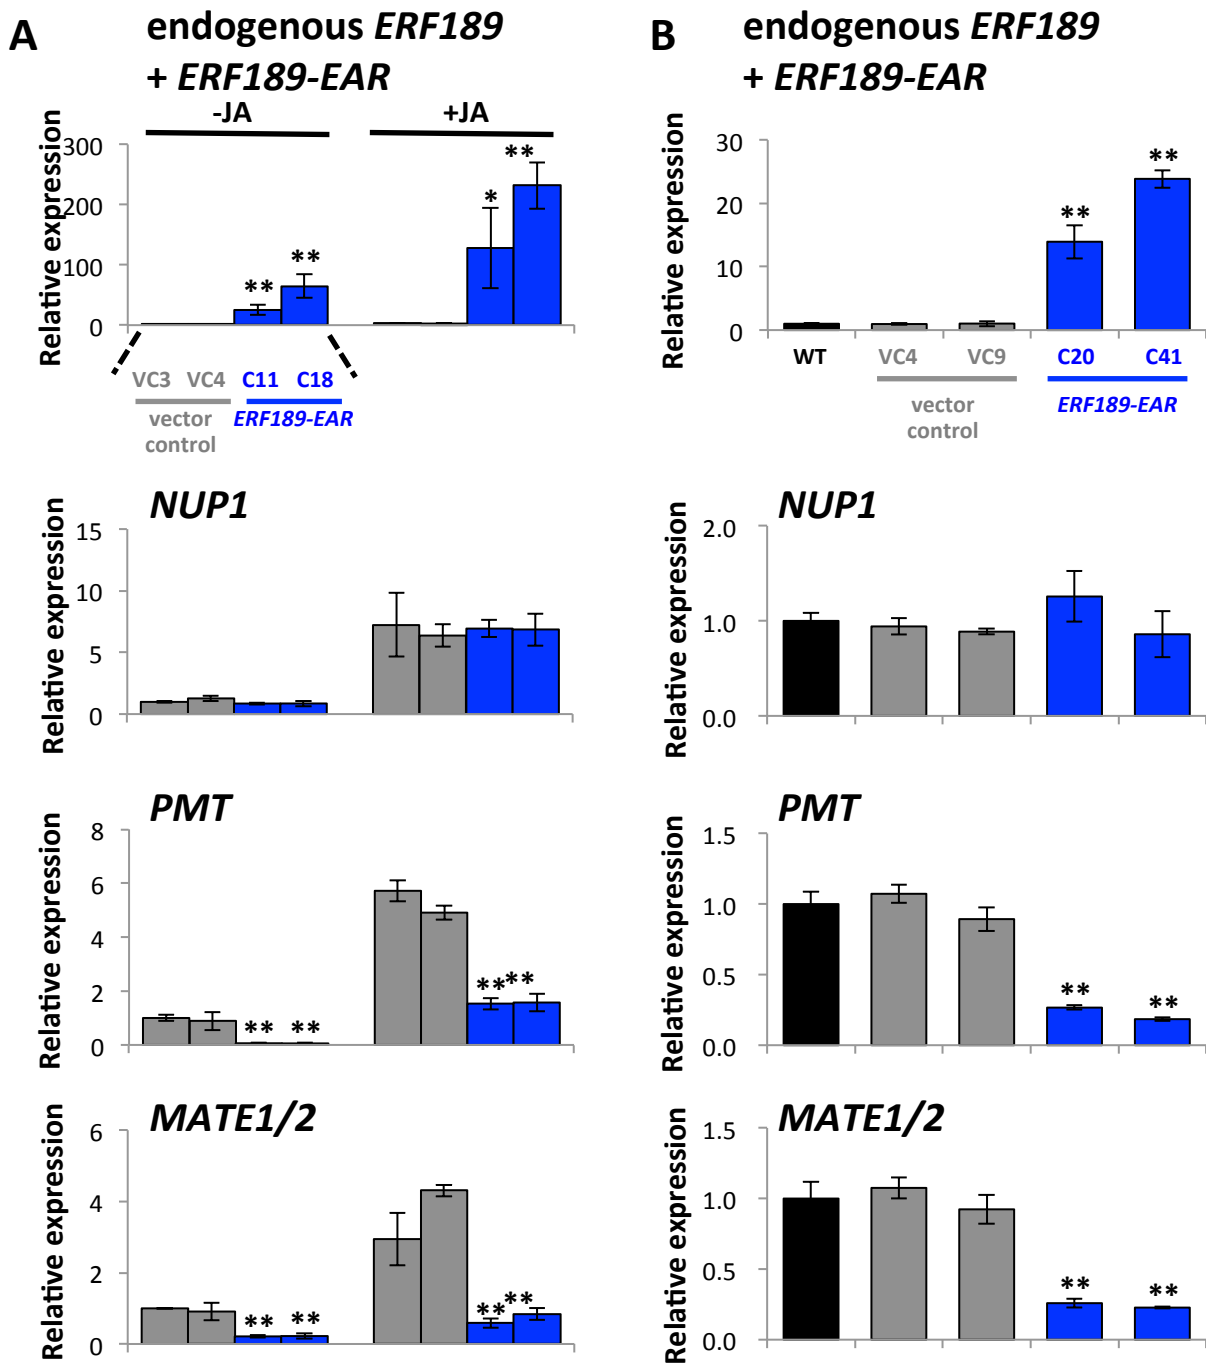 A
endogenous ERF189
+ ERF189-EAR
-JA
+JA
Relative expression
300
200
100
0
**
**
*
**
VC3 VC4 C11 C18
vector
control
ERF189-EAR
NUP1
Relative expression
15
10
5
0
PMT
Relative expression
8
6
4
2
0
** **
** **
MATE1/2
Relative expression
6
4
2
0
** **
** **
B
endogenous ERF189
+ ERF189-EAR
Relative expression
30
20
10
0
**
**
WT VC4 VC9 C20 C41
vector
control
ERF189-EAR
NUP1
Relative expression
2.0
1.0
0.0
PMT
Relative expression
1.5
1.0
0.5
0.0
** **
MATE1/2
Relative expression
1.5
1.0
0.5
0.0
** **